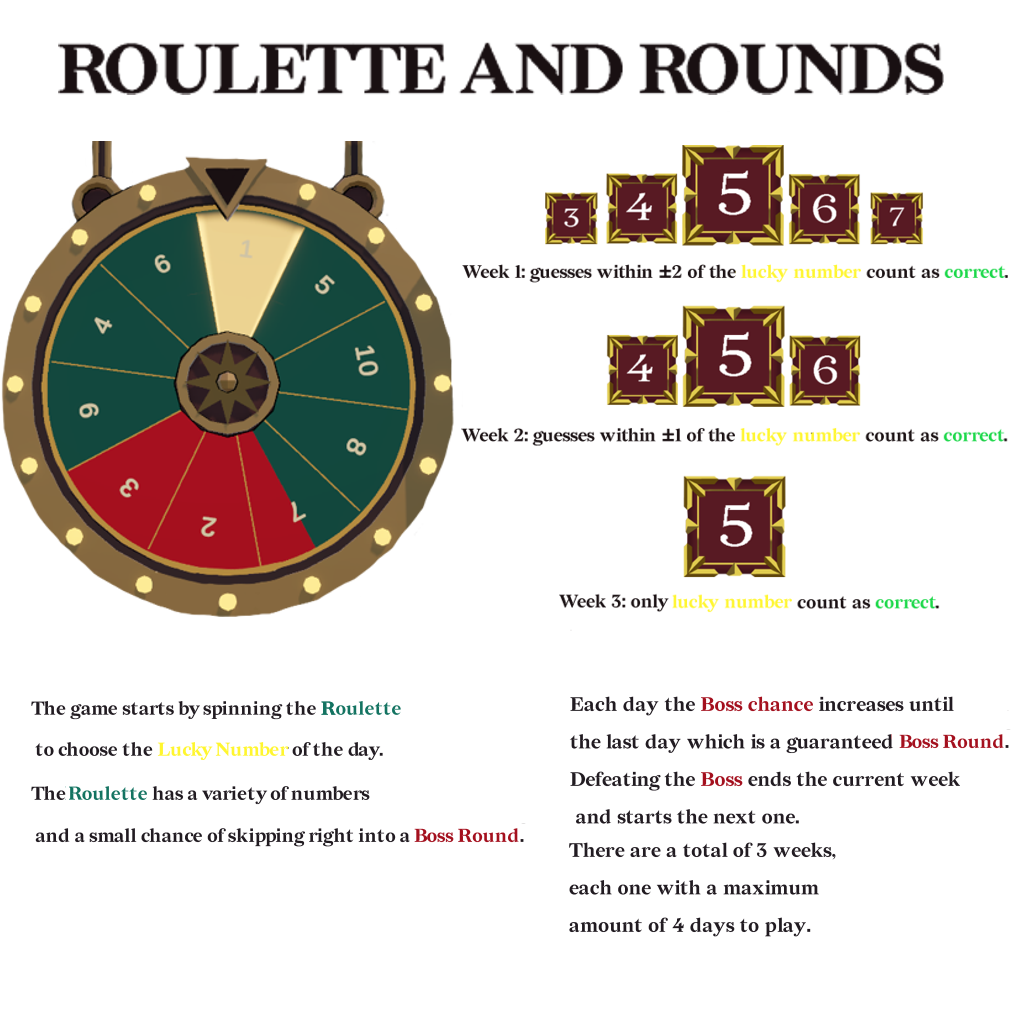 ROULETTE AND ROUNDS
1
5
10
8
7
2
3
9
4
6
3 4 5 6 7
Week 1: guesses within ±2 of the lucky number count as correct.
4 5 6
Week 2: guesses within ±1 of the lucky number count as correct.
5
Week 3: only lucky number count as correct.
The game starts by spinning the Roulette
to choose the Lucky Number of the day.
The Roulette has a variety of numbers
and a small chance of skipping right into a Boss Round.
Each day the Boss chance increases until
the last day which is a guaranteed Boss Round.
Defeating the Boss ends the current week
and starts the next one.
There are a total of 3 weeks,
each one with a maximum
amount of 4 days to play.